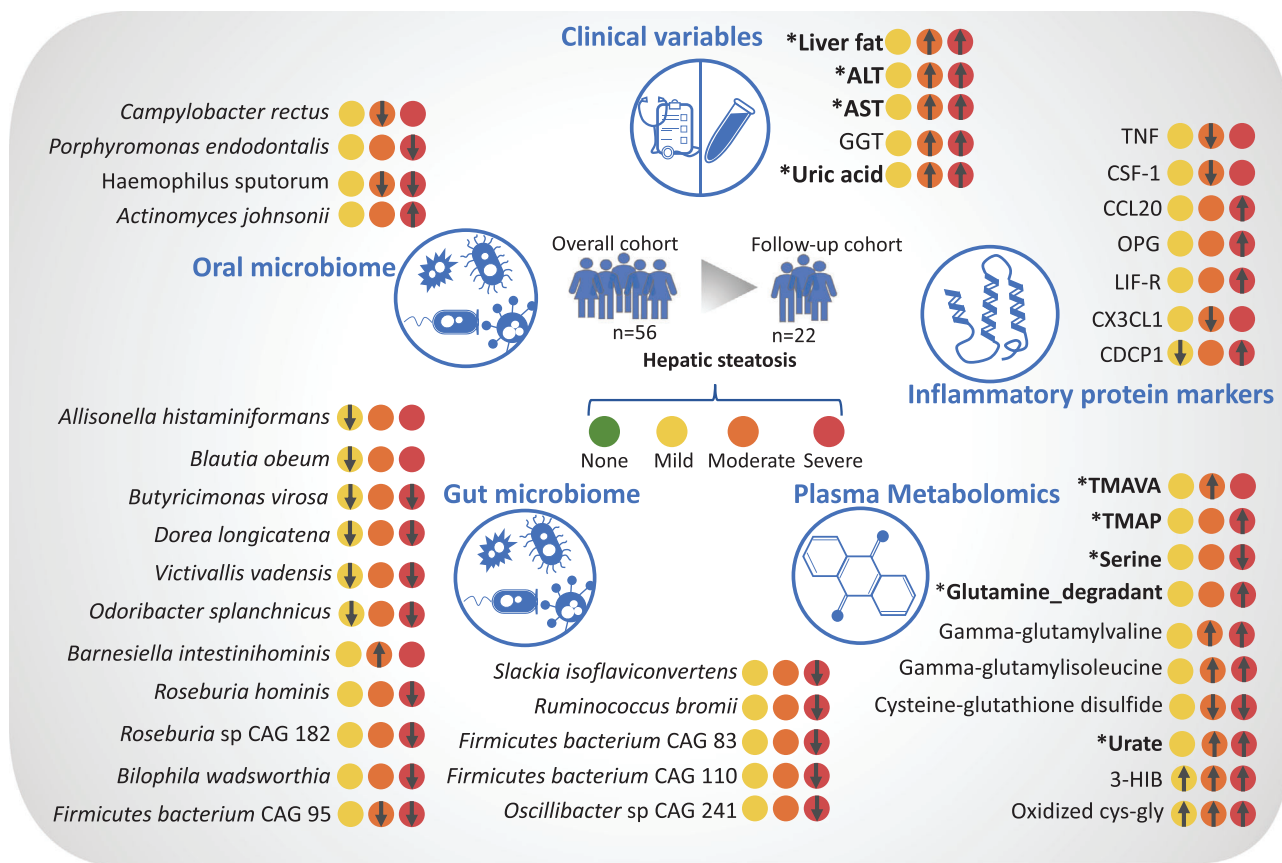 Clinical variables
*Liver fat
*ALT
*AST
GGT
*Uric acid
Campylobacter rectus
Porphyromonas endodontalis
Haemophilus sputorum
Actinomyces johnsonii
Oral microbiome
Overall cohort
n=56
Follow-up cohort
n=22
Hepatic steatosis
None
Mild
Moderate
Severe
TNF
CSF-1
CCL20
OPG
LIF-R
CX3CL1
CDCP1
Inflammatory protein markers
Allisonella histaminiformans
Blautia obeum
Butyricimonas virosa
Dorea longicatena
Victivallis vadensis
Odoribacter splanchnicus
Barnesiella intestinihominis
Roseburia hominis
Roseburia sp CAG 182
Bilophila wadsworthia
Firmicutes bacterium CAG 95
Gut microbiome
Slackia isoflaviconvertens
Ruminococcus bromii
Firmicutes bacterium CAG 83
Firmicutes bacterium CAG 110
Oscillibacter sp CAG 241
Plasma Metabolomics
*TMAVA
*TMAP
*Serine
*Glutamine_degradant
Gamma-glutamylvaline
Gamma-glutamylisoleucine
Cysteine-glutathione disulfide
*Urate
3-HIB
Oxidized cys-gly